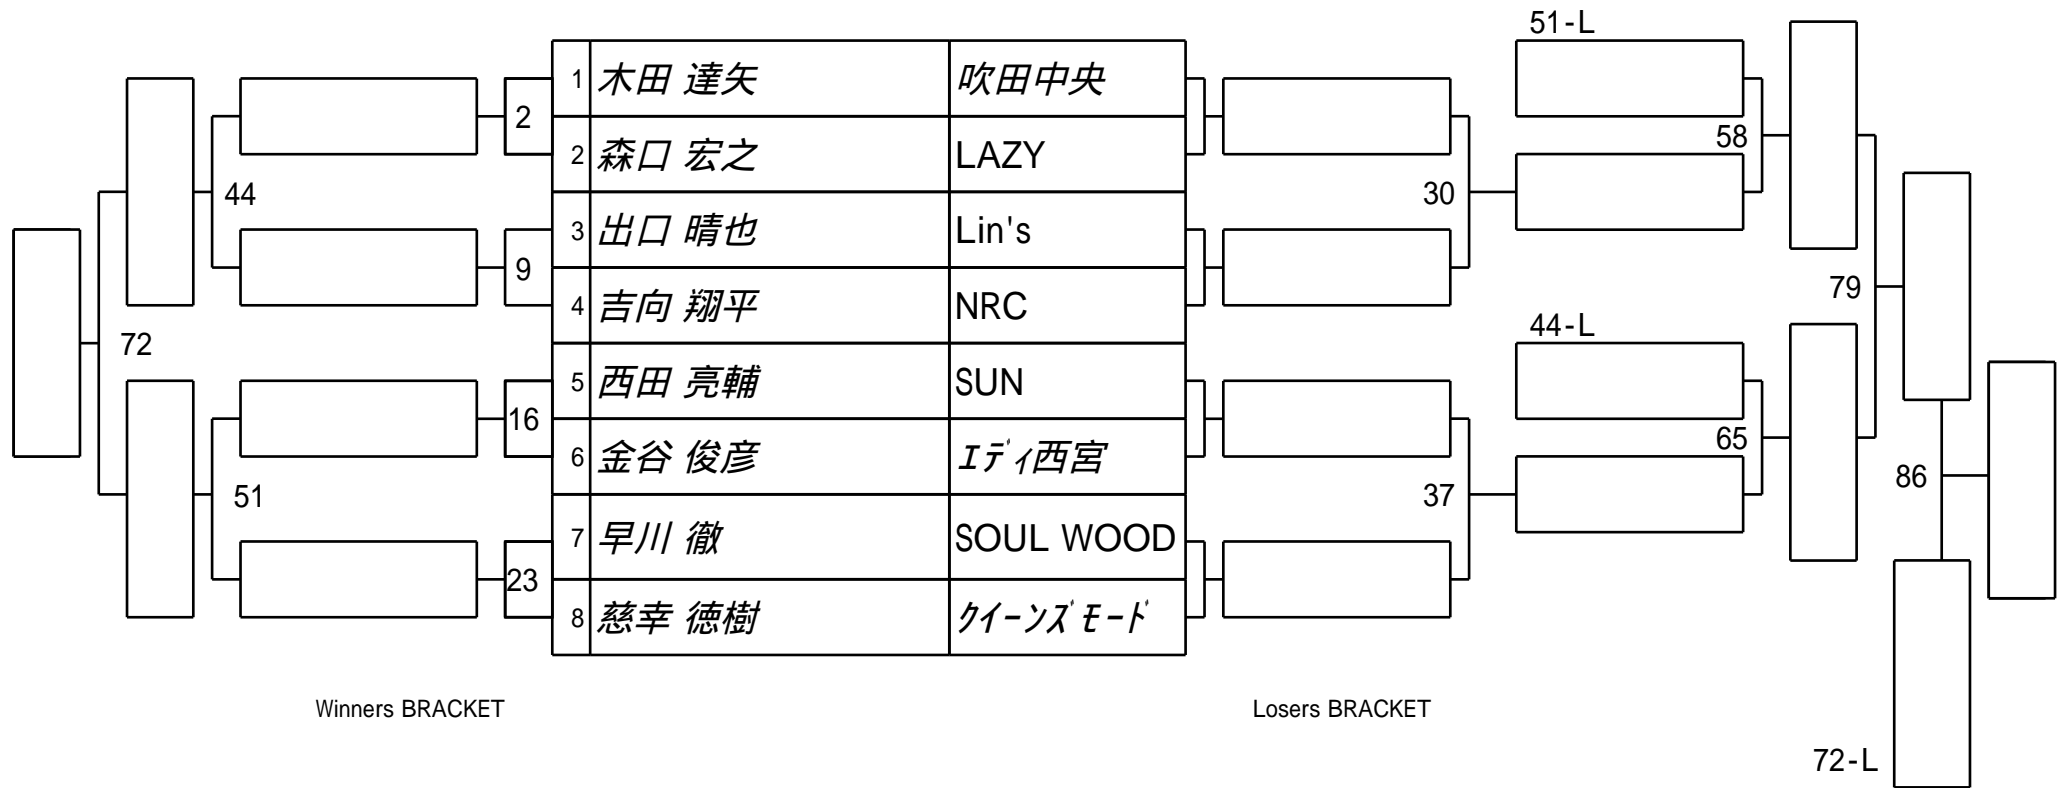 51-L
1 木田 達矢 吹田中央
2
2 森口 宏之 LAZY
58
44
30
3 出口 晴也 Lin's
9
4 吉向 翔平 NRC
79
72
44-L
5 西田 亮輔 SUN
16
65
6 金谷 俊彦 ｴﾃﾞｨ西宮
86
51
37
7 早川 徹 SOUL WOOD
23
8 慈幸 徳樹 ｸｲｰﾝｽﾞﾓｰﾄﾞ
Winners BRACKET Losers BRACKET
72-L